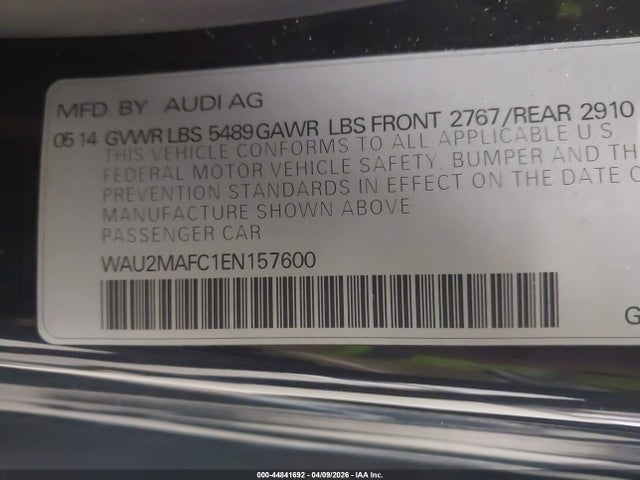 MFD. BY AUDI AG
05 14 GVWR LBS 5489 GAWR LBS FRONT 2767/REAR 2910
THIS VEHICLE CONFORMS TO ALL APPLICABLE U.S.
FEDERAL MOTOR VEHICLE SAFETY, BUMPER AND TH
PREVENTION STANDARDS IN EFFECT ON THE DATE O
MANUFACTURE SHOWN ABOVE
PASSENGER CAR
WAU2MAFC1EN157600
G
000-44841692 - 04/09/2026 - IAA Inc.